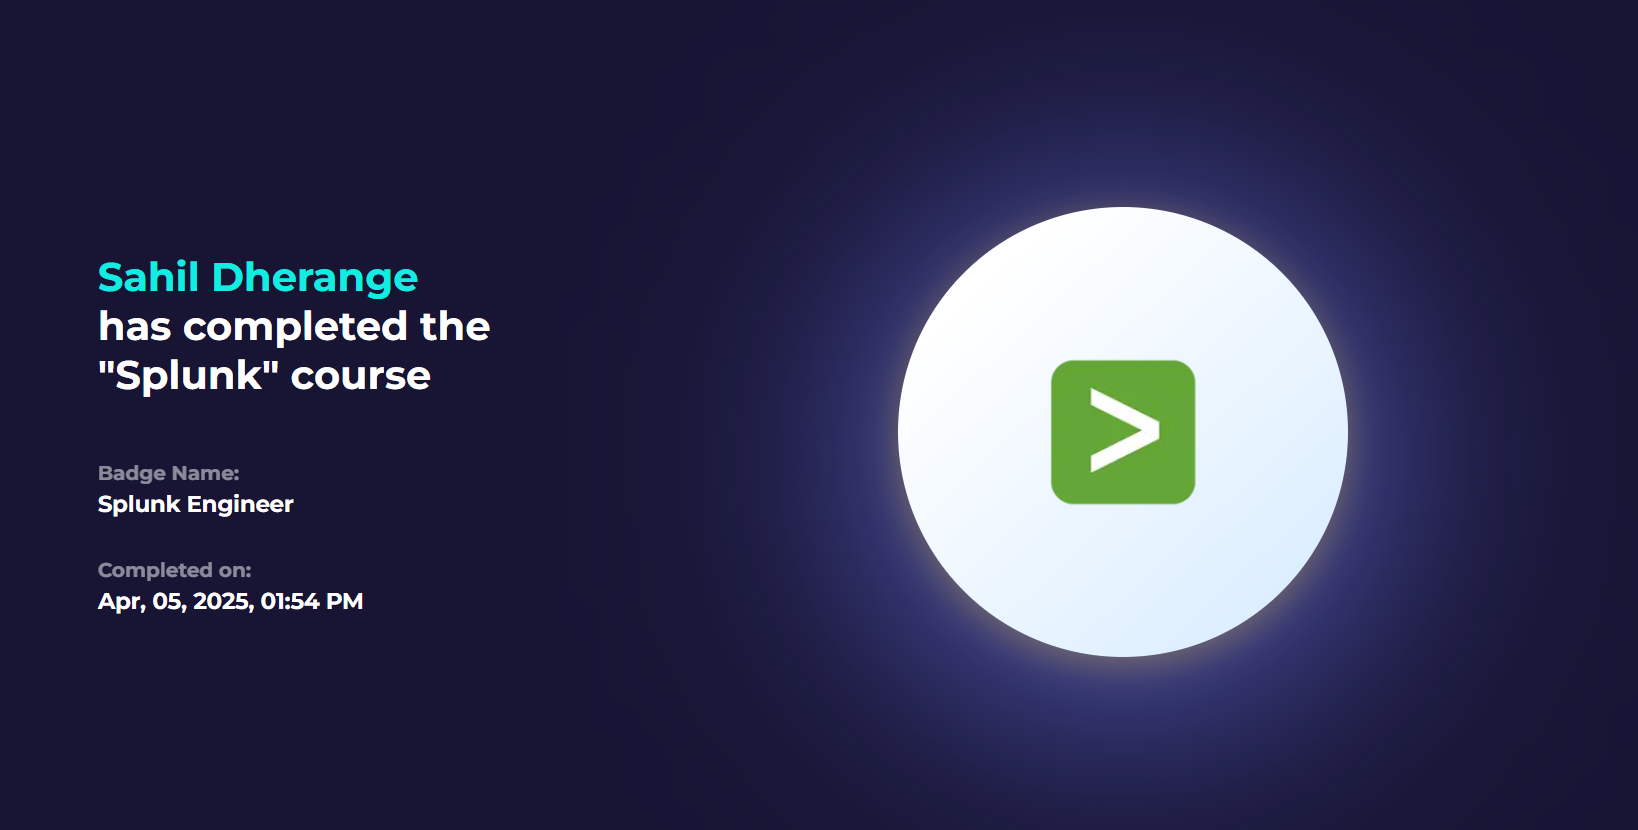 Sahil Dherange
has completed the
"Splunk" course
Badge Name:
Splunk Engineer
Completed on:
Apr, 05, 2025, 01:54 PM